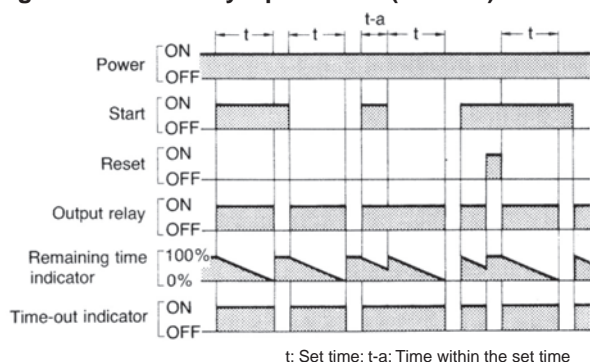 t-a
t t t t
Power ON
OFF
Start ON
OFF
Reset ON
OFF
Output relay ON
OFF
Remaining time indicator 100%
0%
Time-out indicator ON
OFF
t: Set time; t-a: Time within the set time